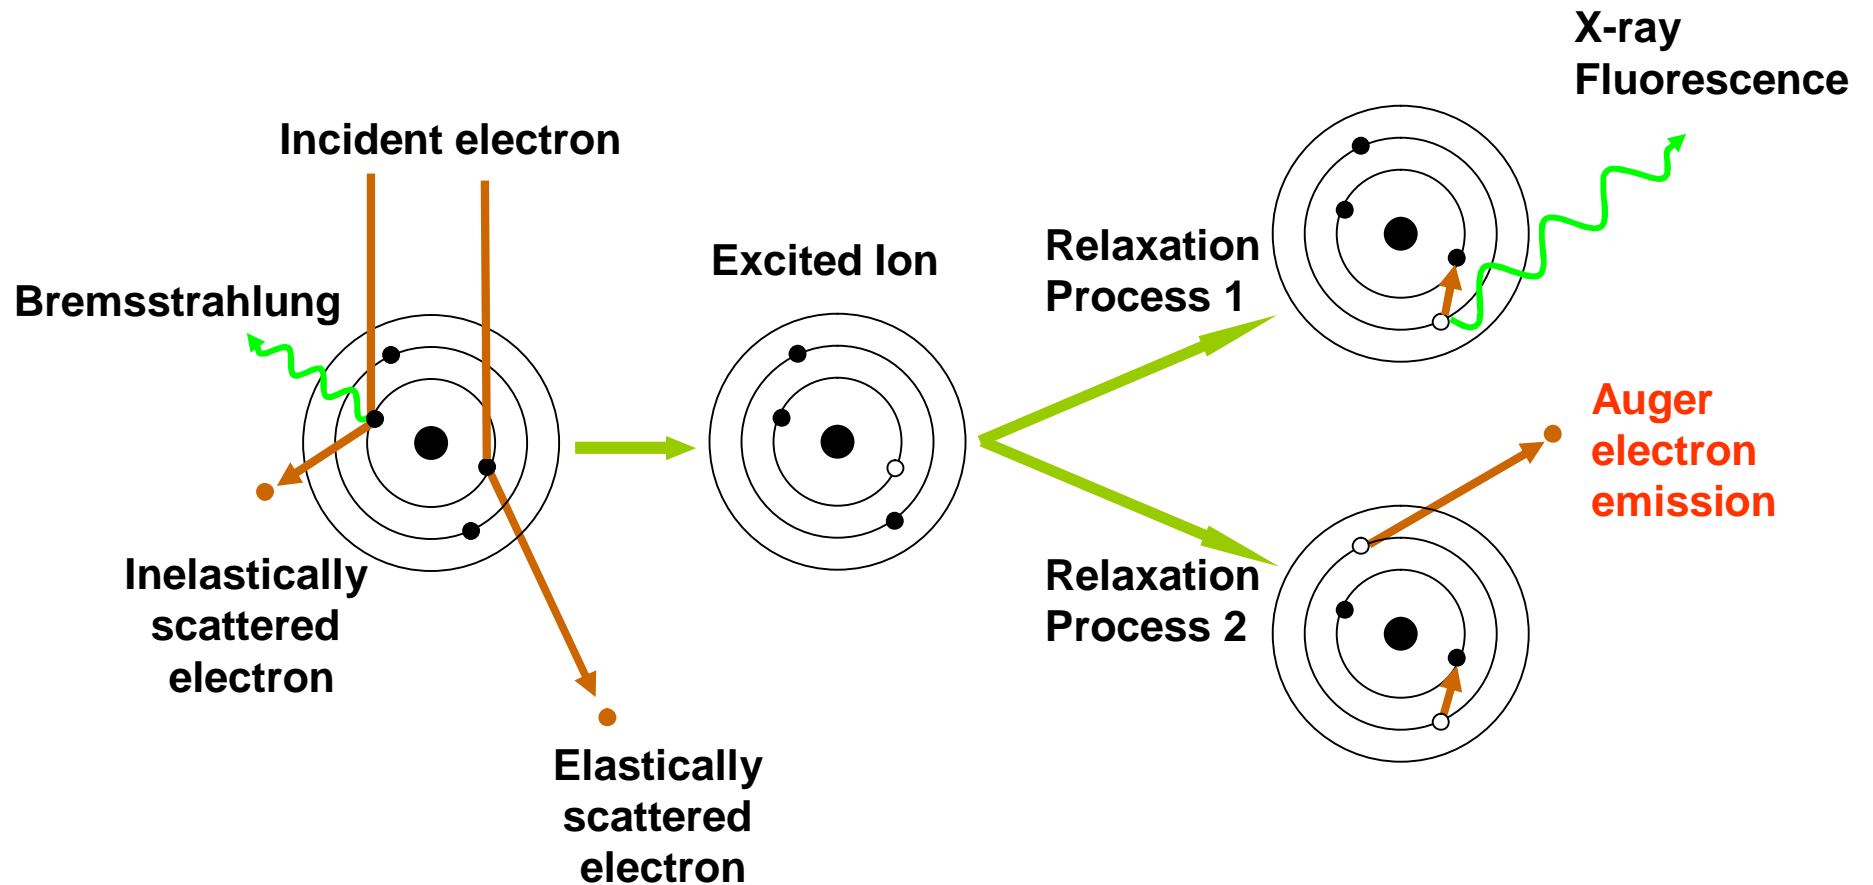 X-ray
Fluorescence
Incident electron
Excited Ion
Relaxation
Process 1
Bremsstrahlung
Auger
electron
emission
Inelastically
scattered
electron
Relaxation
Process 2
Elastically
scattered
electron